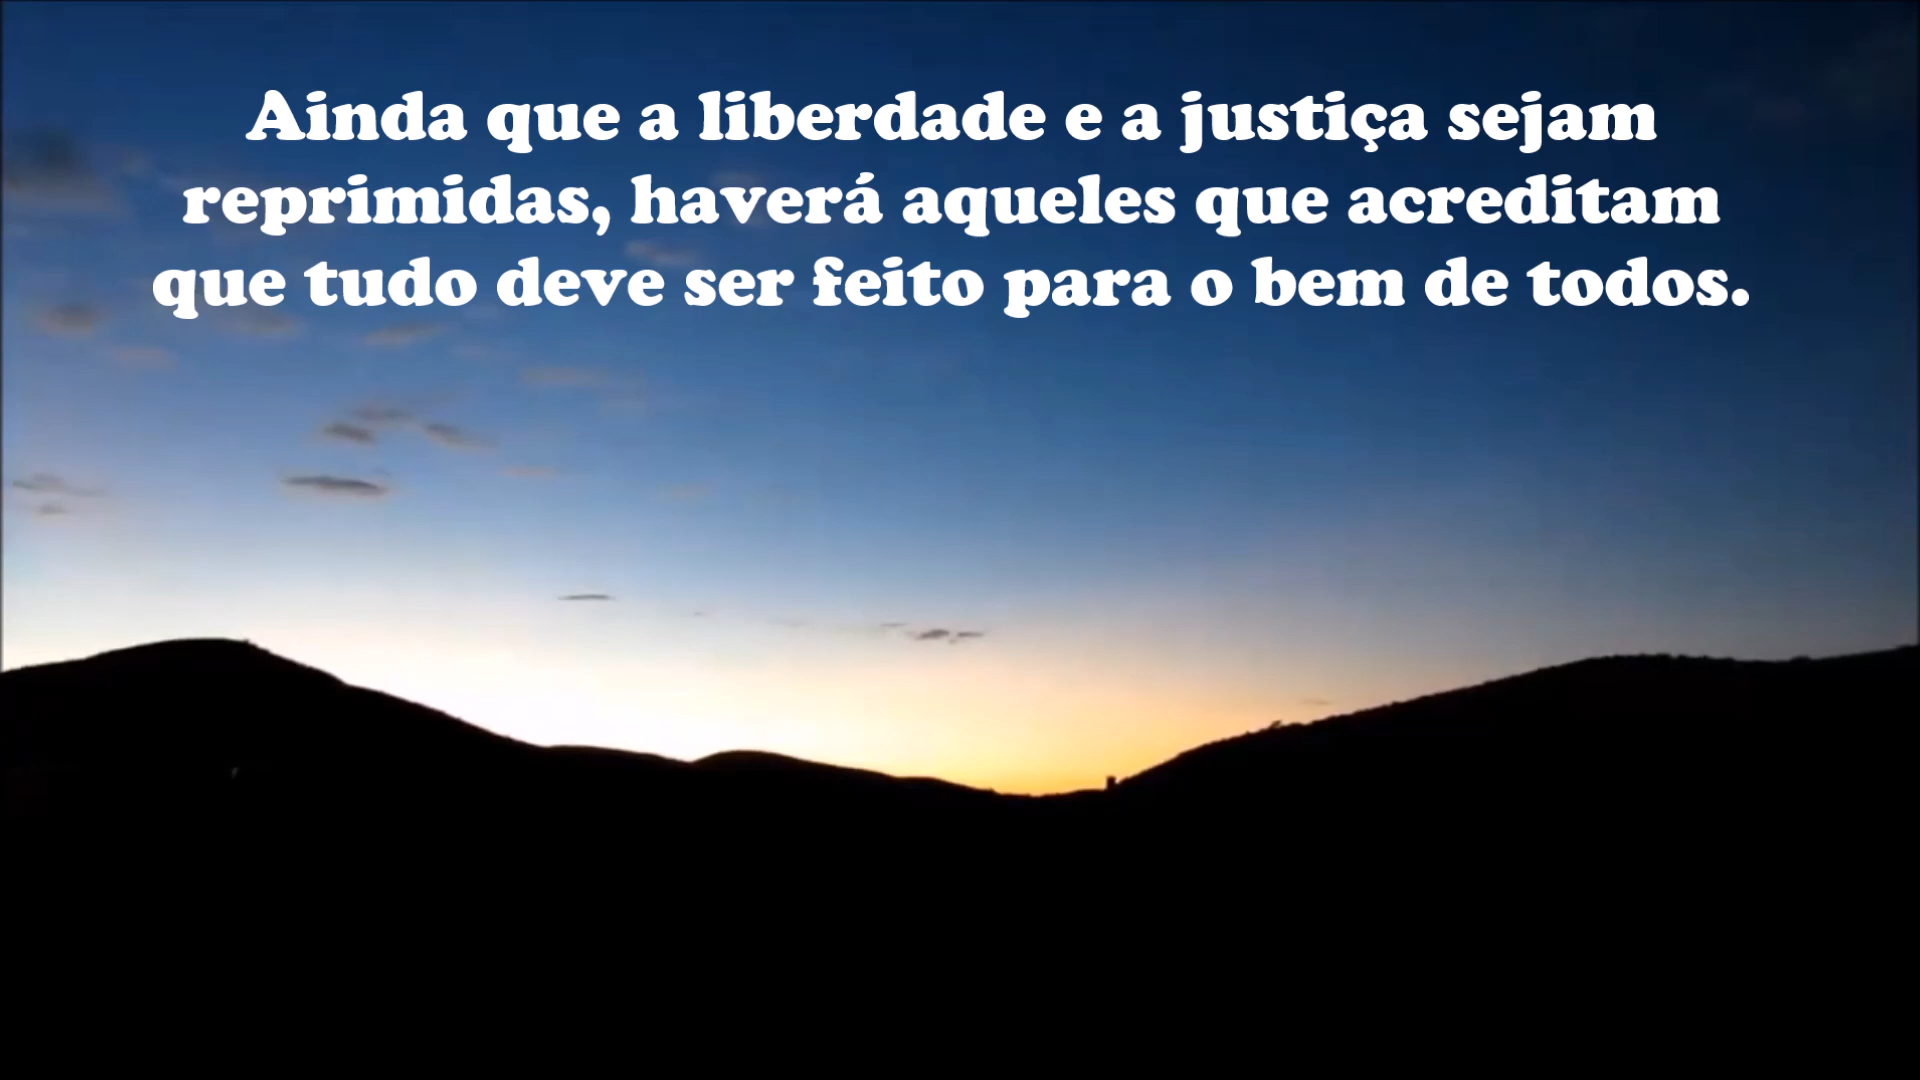 Ainda que a liberdade e a justiça sejam
reprimidas, haverá aqueles que acreditam
que tudo deve ser feito para o bem de todos.